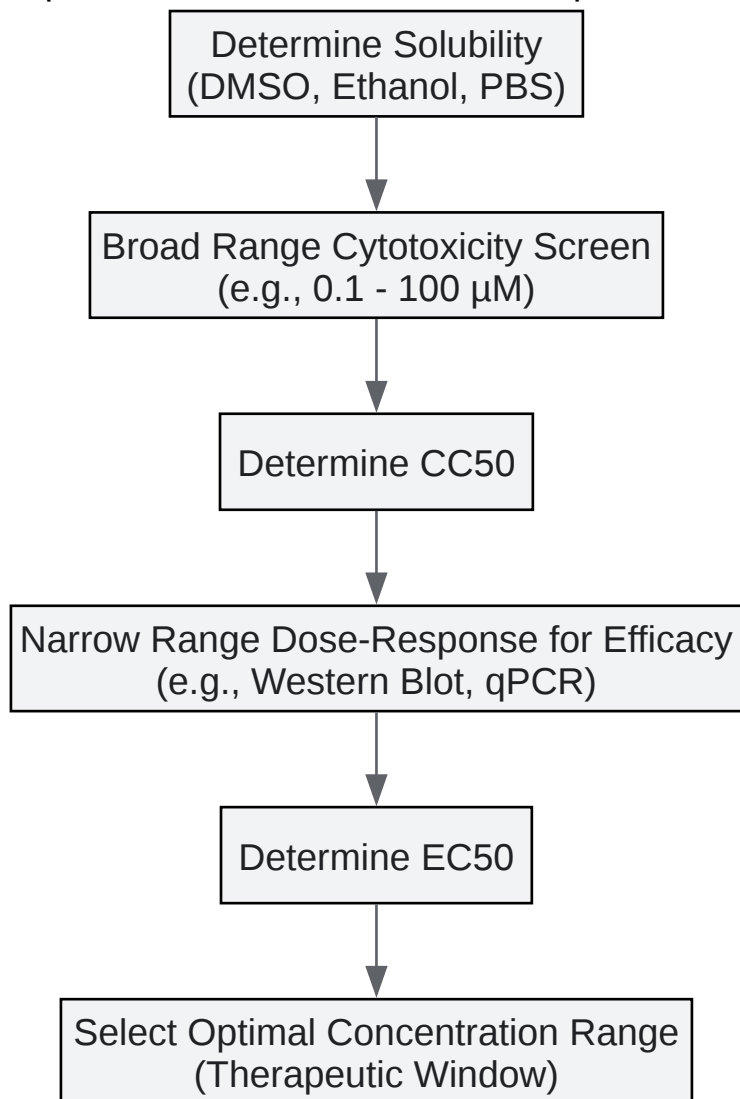 Determine Solubility
(DMSO, Ethanol, PBS)
Broad Range Cytotoxicity Screen
(e.g., 0.1 - 100 µM)
Determine CC50
Narrow Range Dose-Response for Efficacy
(e.g., Western Blot, qPCR)
Determine EC50
Select Optimal Concentration Range
(Therapeutic Window)